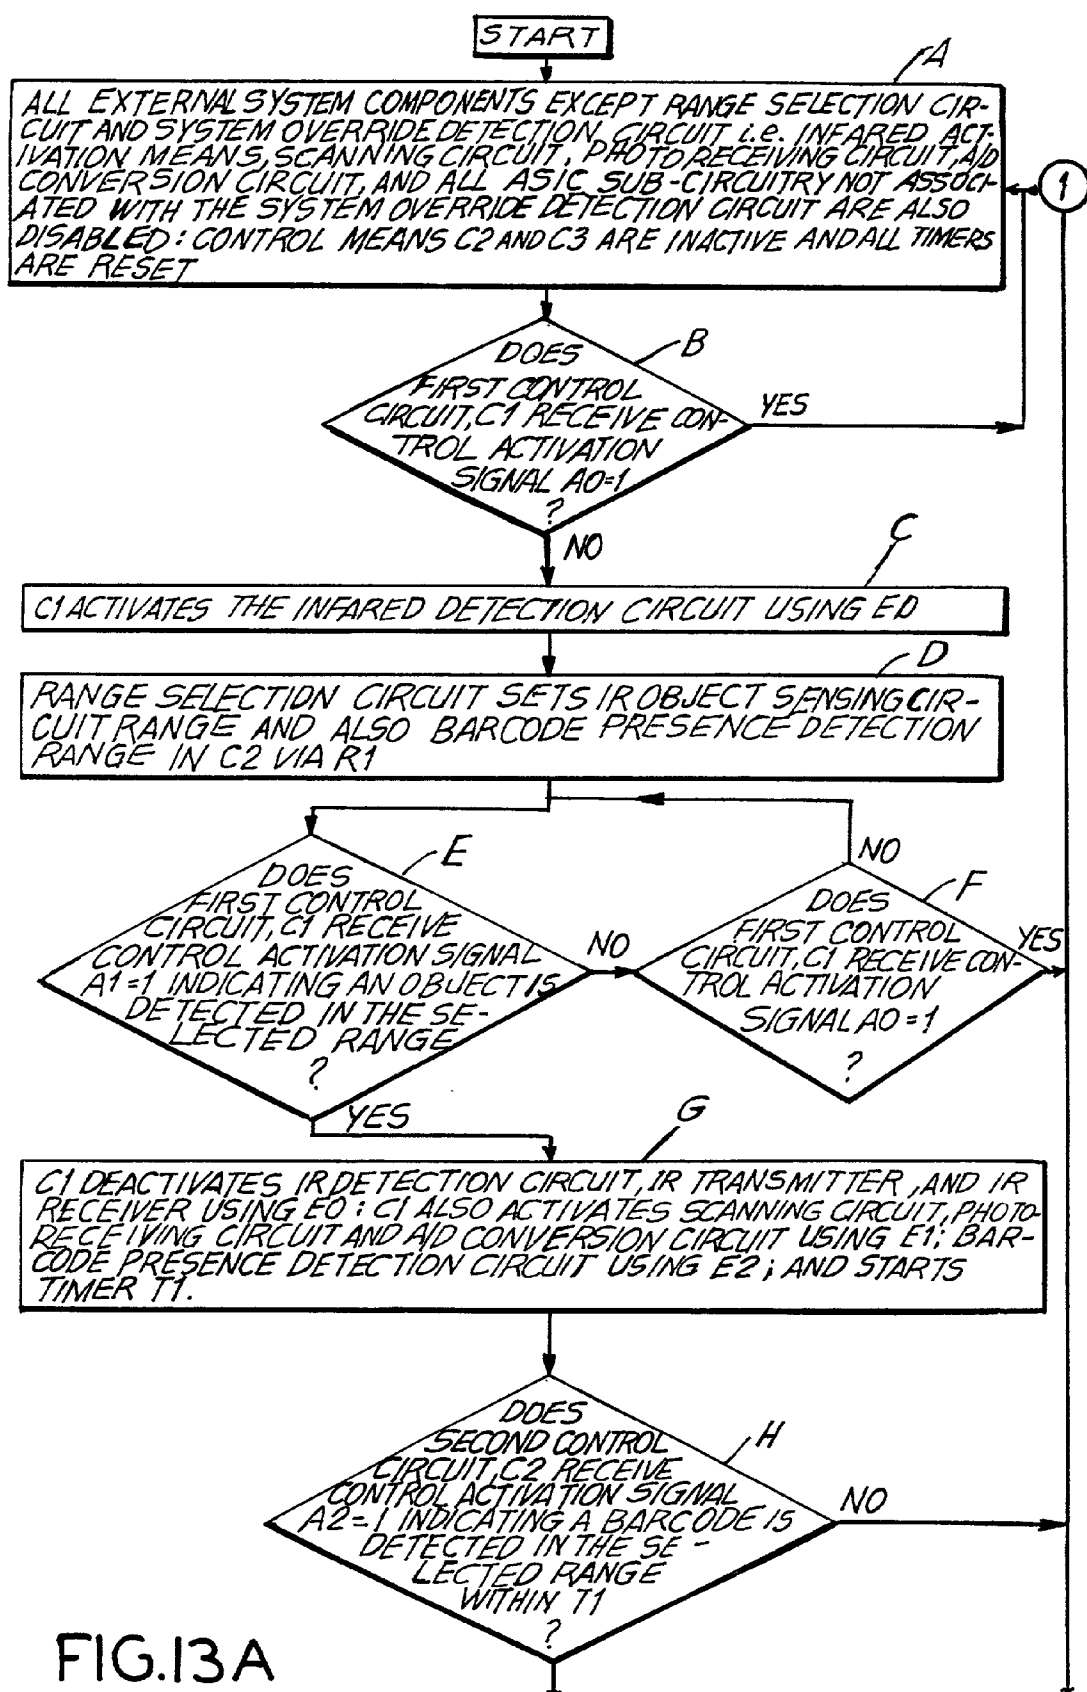 START
A
ALL EXTERNAL SYSTEM COMPONENTS EXCEPT RANGE SELECTION CIR-
CUIT AND SYSTEM OVERRIDE DETECTION CIRCUIT i.e. INFARED ACT-
IVATION MEANS, SCANNING CIRCUIT, PHOTO RECEIVING CIRCUIT, A/D
CONVERSION CIRCUIT, AND ALL ASIC SUB-CIRCUITRY NOT ASSOCI-
ATED WITH THE SYSTEM OVERRIDE DETECTION CIRCUIT ARE ALSO
DISABLED: CONTROL MEANS C2 AND C3 ARE INACTIVE AND ALL TIMERS
ARE RESET
1
B
DOES
FIRST CONTROL
CIRCUIT, C1 RECEIVE CON-
TROL ACTIVATION
SIGNAL A0=1
?
YES
NO
C
C1 ACTIVATES THE INFARED DETECTION CIRCUIT USING E0
D
RANGE SELECTION CIRCUIT SETS IR OBJECT SENSING CIR-
CUIT RANGE AND ALSO BARCODE PRESENCE DETECTION
RANGE IN C2 VIA R1
E
DOES
FIRST CONTROL
CIRCUIT, C1 RECEIVE
CONTROL ACTIVATION SIGNAL
A1=1 INDICATING AN OBJECT IS
DETECTED IN THE SE-
LECTED RANGE
?
NO
YES
NO
F
DOES
FIRST CONTROL
CIRCUIT, C1 RECEIVE CON-
TROL ACTIVATION
SIGNAL A0=1
?
YES
G
C1 DEACTIVATES IR DETECTION CIRCUIT, IR TRANSMITTER, AND IR
RECEIVER USING E0: C1 ALSO ACTIVATES SCANNING CIRCUIT, PHOTO-
RECEIVING CIRCUIT AND A/D CONVERSION CIRCUIT USING E1; BAR-
CODE PRESENCE DETECTION CIRCUIT USING E2; AND STARTS
TIMER T1.
H
DOES
SECOND CONTROL
CIRCUIT, C2 RECEIVE
CONTROL ACTIVATION SIGNAL
A2=1 INDICATING A BARCODE IS
DETECTED IN THE SE-
LECTED RANGE
WITHIN T1
?
NO
FIG.13A